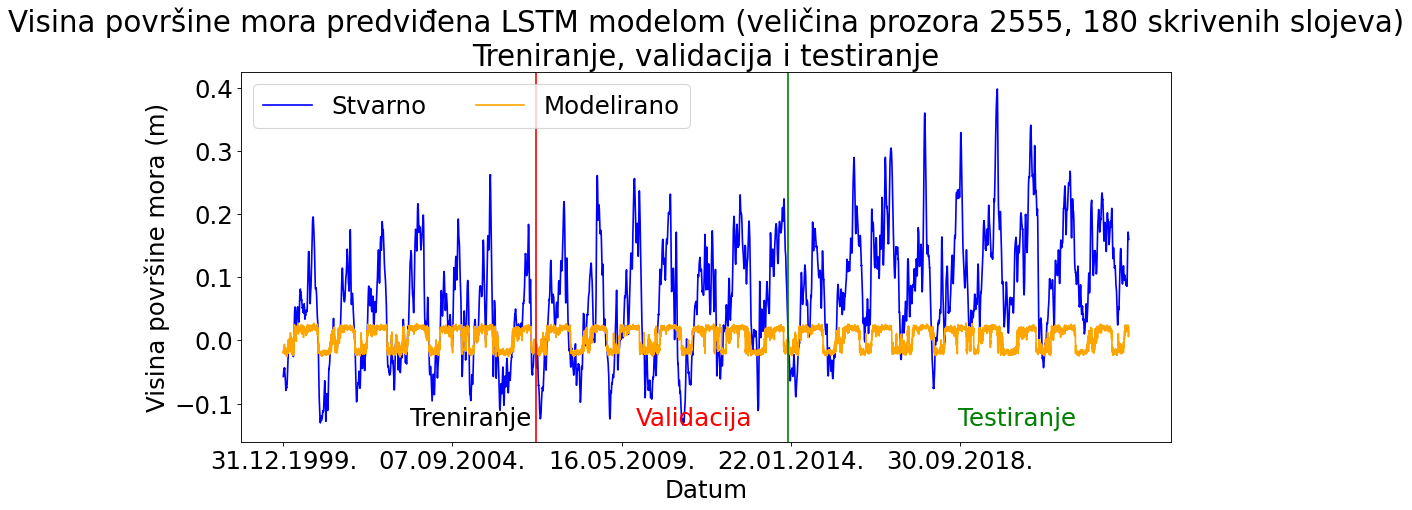 Visina površine mora predviđena LSTM modelom (veličina prozora 2555, 180 skrivenih slojeva)
Treniranje, validacija i testiranje
Stvarno
Modelirano
Visina površine mora (m)
0.4
0.3
0.2
0.1
0.0
−0.1
Treniranje
Validacija
Testiranje
31.12.1999.
07.09.2004.
16.05.2009.
22.01.2014.
30.09.2018.
Datum